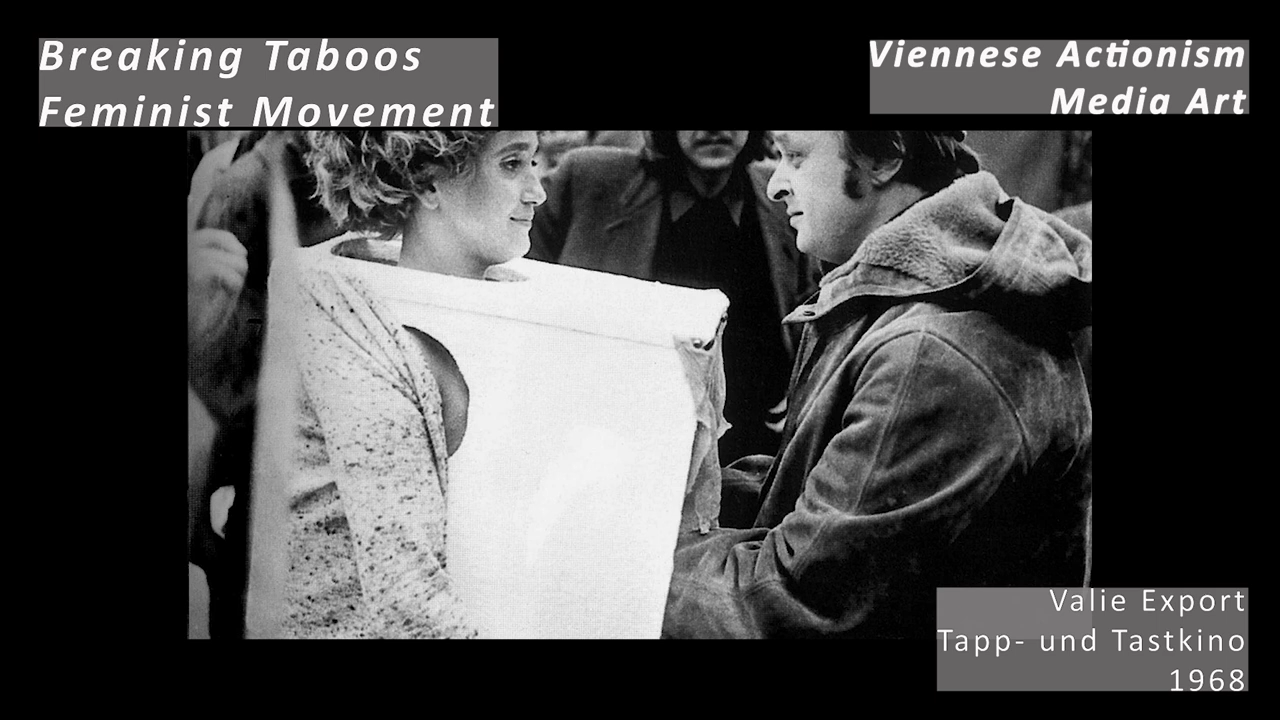 Breaking Taboos
Feminist Movement
Viennese Actionism
Media Art
Valie Export
Tapp- und Tastkino
1968